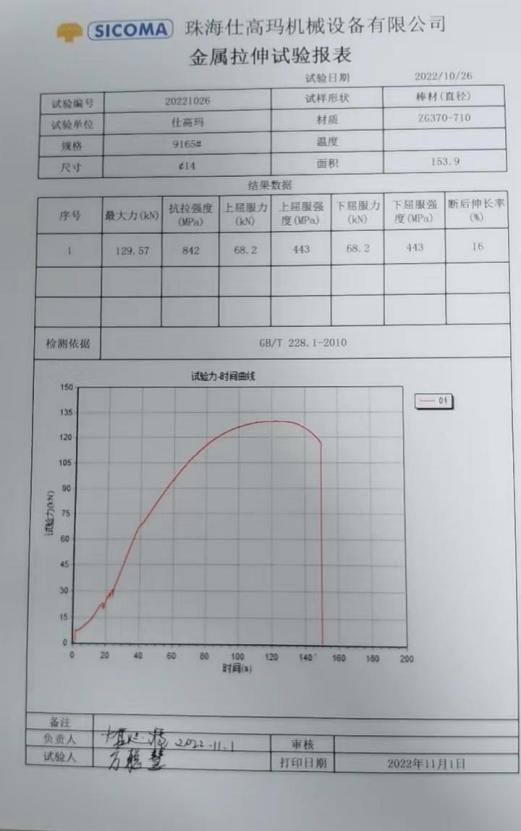 SICOMA 珠海仕高玛机械设备有限公司
金属拉伸试验报表
试验日期 2022/10/26
试验编号 20221026 试样形状 棒材(直径)
试验单位 仕高玛 材质 ZG370-710
规格 9165# 温度
尺寸 ¢14 面积 153.9
结果数据
序号 最大力(kN) 抗拉强度(MPa) 上屈服力(kN) 上屈服强度(MPa) 下屈服力(kN) 下屈服强度(MPa) 断后伸长率(%)
1 129.57 842 68.2 443 68.2 443 16
检测依据 GB/T 228.1-2010
试验力-时间曲线
01
试验力(kN)
150
135
120
105
90
75
60
45
30
15
0
0 20 40 60 80 100 120 140 160 180 200
时间(s)
备注
负责人 2022.11.1 审核
试验人 打印日期 2022年11月1日